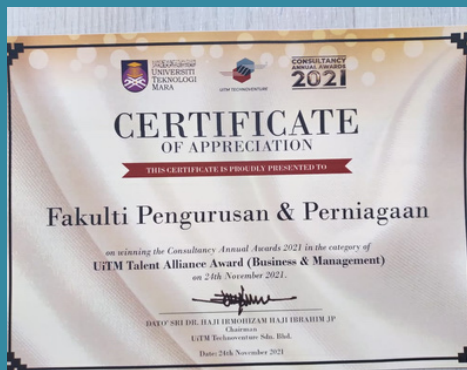 UNIVERSITI
TEKNOLOGI
MARA
UiTM TECHNOVENTURE
CONSULTANCY
ANNUAL AWARDS
2021
CERTIFICATE
OF APPRECIATION
THIS CERTIFICATE IS PROUDLY PRESENTED TO
Fakulti Pengurusan & Perniagaan
on winning the Consultancy Annual Awards 2021 in the category of
UiTM Talent Alliance Award (Business & Management)
on 24th November 2021.
DATO' SRI DR. HAJI IRMOHIZAM HAJI IBRAHIM JP
Chairman
UiTM Technoventure Sdn. Bhd.
Date: 24th November 2021